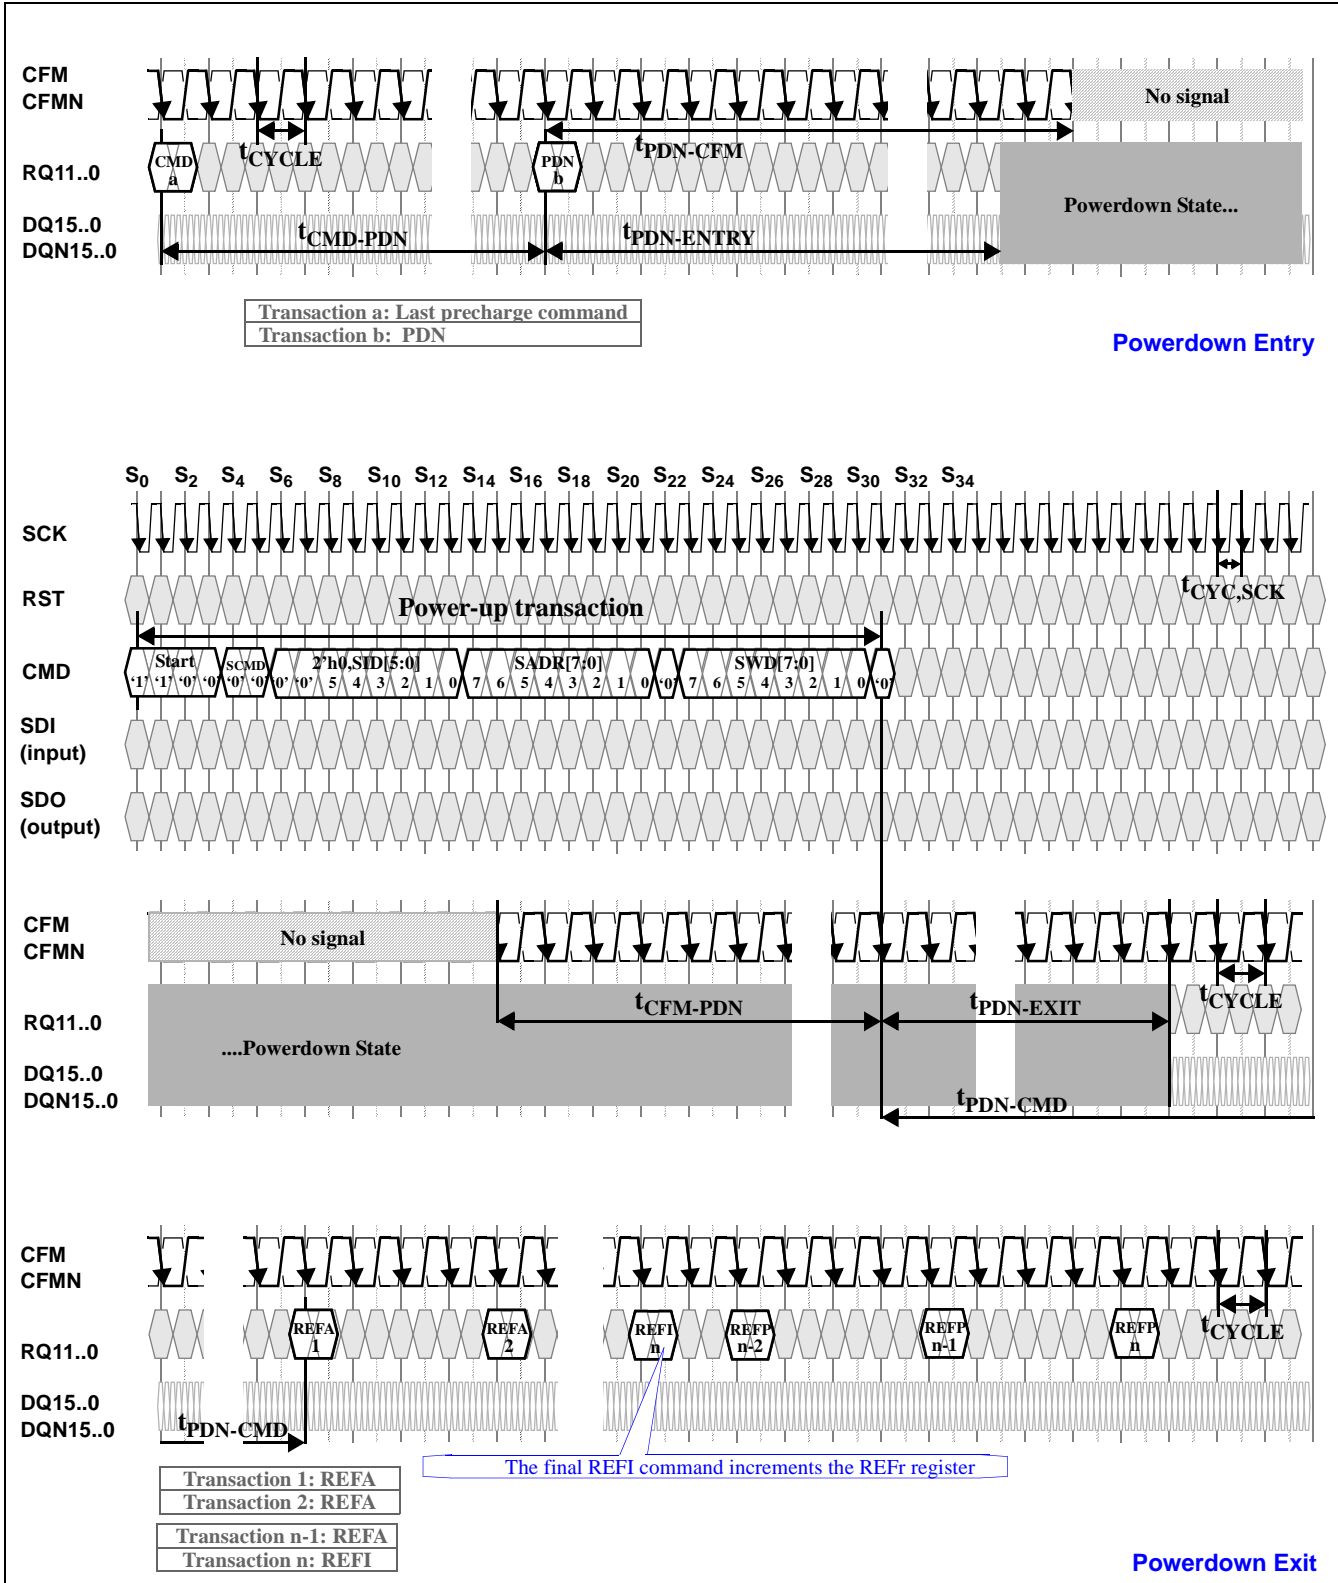 CFM
CFMN
No signal
tCYCLE
tPDN-CFM
RQ11..0
CMD
a
PDN
b
Powerdown State...
DQ15..0
DQN15..0
tCMD-PDN
tPDN-ENTRY
Transaction a: Last precharge command
Transaction b: PDN
Powerdown Entry
S0 S2 S4 S6 S8 S10 S12 S14 S16 S18 S20 S22 S24 S26 S28 S30 S32 S34
SCK
RST
tCYC,SCK
Power-up transaction
CMD
Start SCMD 2'h0,SID[5:0] SADR[7:0] SWD[7:0]
‘1’ ‘1’ ‘0’ ‘0’ ‘0’ ‘0’ ‘0’ ‘0’ 5 4 3 2 1 0 7 6 5 4 3 2 1 0 ‘0’ 7 6 5 4 3 2 1 0 ‘0’
SDI
(input)
SDO
(output)
CFM
CFMN
No signal
tCFM-PDN
tPDN-EXIT
tCYCLE
RQ11..0
....Powerdown State
DQ15..0
DQN15..0
tPDN-CMD
CFM
CFMN
RQ11..0
REFA
1
REFA
2
REFI
n
REFP
n-2
REFP
n-1
REFP
n
tCYCLE
DQ15..0
DQN15..0
tPDN-CMD
The final REFI command increments the REFr register
Transaction 1: REFA
Transaction 2: REFA
Transaction n-1: REFA
Transaction n: REFI
Powerdown Exit